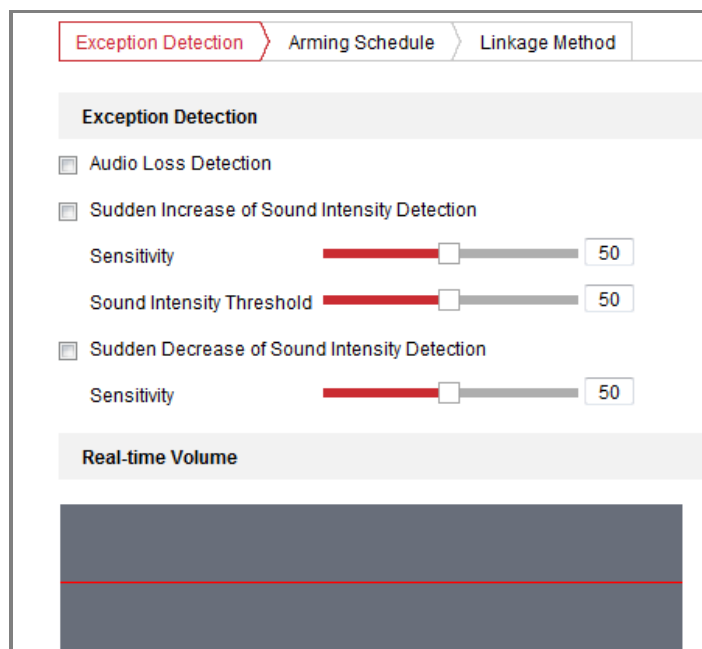 Exception Detection Arming Schedule Linkage Method
Exception Detection
Audio Loss Detection
Sudden Increase of Sound Intensity Detection
Sensitivity 50
Sound Intensity Threshold 50
Sudden Decrease of Sound Intensity Detection
Sensitivity 50
Real-time Volume